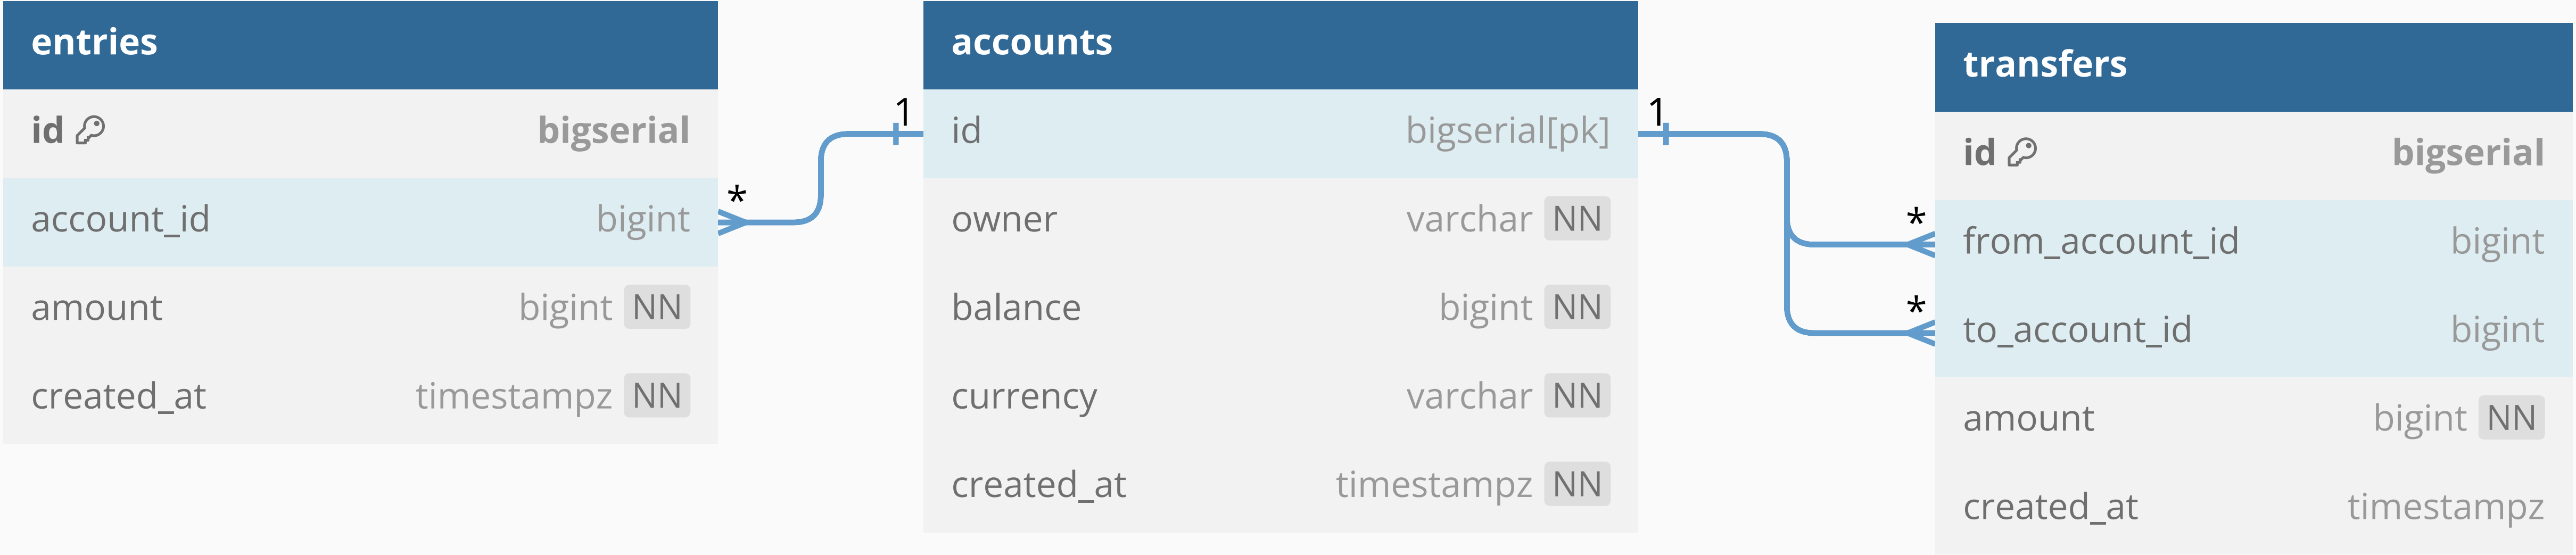 entries
id bigserial
account_id bigint
amount bigint NN
created_at timestampz NN
1
*
accounts
id bigserial[pk]
owner varchar NN
balance bigint NN
currency varchar NN
created_at timestampz NN
1
*
*
transfers
id bigserial
from_account_id bigint
to_account_id bigint
amount bigint NN
created_at timestampz